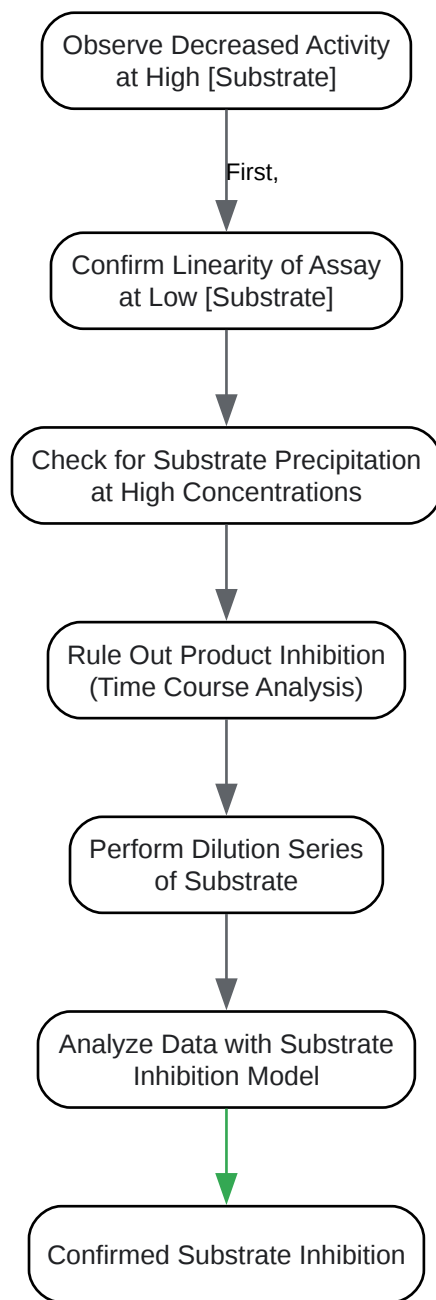 Observe Decreased Activity
at High [Substrate]
First,
Confirm Linearity of Assay
at Low [Substrate]
Check for Substrate Precipitation
at High Concentrations
Rule Out Product Inhibition
(Time Course Analysis)
Perform Dilution Series
of Substrate
Analyze Data with Substrate
Inhibition Model
Confirmed Substrate Inhibition